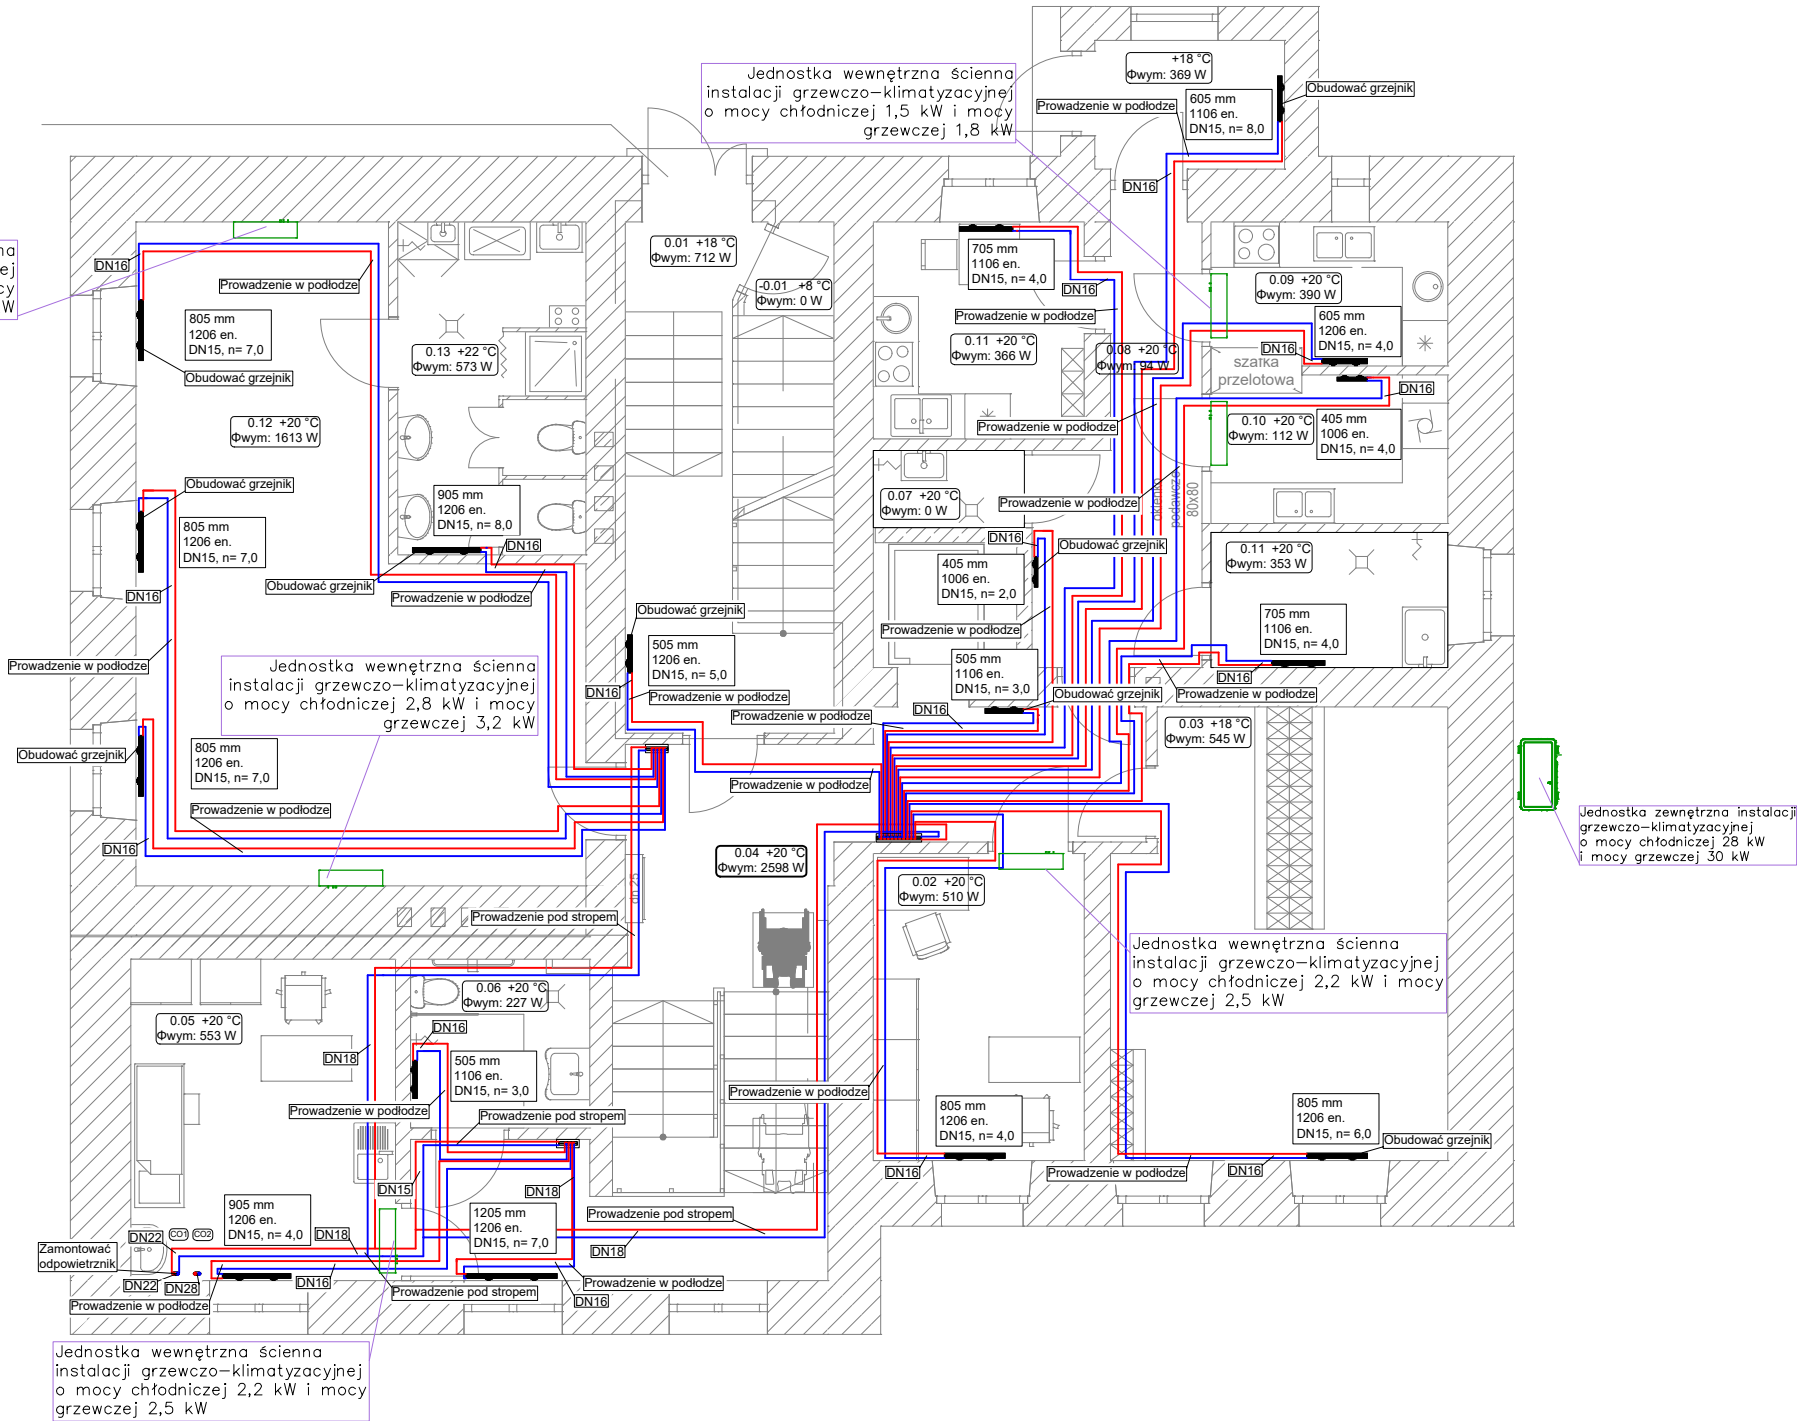 Jednostka wewnętrzna ścienna
instalacji grzewczo-klimatyzacyjnej
o mocy chłodniczej 1,5 kW i mocy
grzewczej 1,8 kW
+18 °C
Φwym: 369 W
605 mm
1106 en.
DN15, n= 8,0
Obudować grzejnik
Prowadzenie w podłodze
DN16
W
DN16
Prowadzenie w podłodze
805 mm
1206 en.
DN15, n= 7,0
Obudować grzejnik
0.12 +20 °C
Φwym: 1613 W
0.13 +22 °C
Φwym: 573 W
0.01 +18 °C
Φwym: 712 W
-0.01 +8 °C
Φwym: 0 W
705 mm
1106 en.
DN15, n= 4,0
DN16
Prowadzenie w podłodze
0.11 +20 °C
Φwym: 366 W
0.08 +20 °C
Φwym: 94 W
0.09 +20 °C
Φwym: 390 W
605 mm
1206 en.
DN15, n= 4,0
DN16
szafka
przelotowa
DN16
0.10 +20 °C
Φwym: 112 W
405 mm
1006 en.
DN15, n= 4,0
Prowadzenie w podłodze
Prowadzenie w podłodze
okienko
podawcze
80x80
0.07 +20 °C
Φwym: 0 W
Obudować grzejnik
805 mm
1206 en.
DN15, n= 7,0
DN16
Prowadzenie w podłodze
905 mm
1206 en.
DN15, n= 8,0
DN16
Obudować grzejnik
Prowadzenie w podłodze
DN16
Obudować grzejnik
405 mm
1006 en.
DN15, n= 2,0
Prowadzenie w podłodze
0.11 +20 °C
Φwym: 353 W
705 mm
1106 en.
DN15, n= 4,0
DN16
Prowadzenie w podłodze
Obudować grzejnik
505 mm
1206 en.
DN15, n= 5,0
DN16
Prowadzenie w podłodze
505 mm
1106 en.
DN15, n= 3,0
Obudować grzejnik
DN16
Prowadzenie w podłodze
Prowadzenie w podłodze
0.03 +18 °C
Φwym: 545 W
Jednostka wewnętrzna ścienna
instalacji grzewczo-klimatyzacyjnej
o mocy chłodniczej 2,8 kW i mocy
grzewczej 3,2 kW
Obudować grzejnik
805 mm
1206 en.
DN15, n= 7,0
Prowadzenie w podłodze
DN16
Jednostka zewnętrzna instalacji
grzewczo-klimatyzacyjnej
o mocy chłodniczej 28 kW
i mocy grzewczej 30 kW
0.04 +20 °C
Φwym: 2598 W
dn 25
0.02 +20 °C
Φwym: 510 W
Prowadzenie pod stropem
Jednostka wewnętrzna ścienna
instalacji grzewczo-klimatyzacyjnej
o mocy chłodniczej 2,2 kW i mocy
grzewczej 2,5 kW
0.06 +20 °C
Φwym: 227 W
0.05 +20 °C
Φwym: 553 W
DN16
DN18
505 mm
1106 en.
DN15, n= 3,0
Prowadzenie w podłodze
Prowadzenie pod stropem
Prowadzenie w podłodze
805 mm
1206 en.
DN15, n= 4,0
DN16
805 mm
1206 en.
DN15, n= 6,0
Obudować grzejnik
Prowadzenie w podłodze
DN16
DN15
DN18
905 mm
1206 en.
DN15, n= 4,0
1205 mm
1206 en.
DN15, n= 7,0
Prowadzenie pod stropem
DN18
DN22
CO1
CO2
DN18
Zamontować
odpowietrznik
DN22
DN28
DN16
Prowadzenie w podłodze
Prowadzenie pod stropem
Prowadzenie w podłodze
DN16
Jednostka wewnętrzna ścienna
instalacji grzewczo-klimatyzacyjnej
o mocy chłodniczej 2,2 kW i mocy
grzewczej 2,5 kW